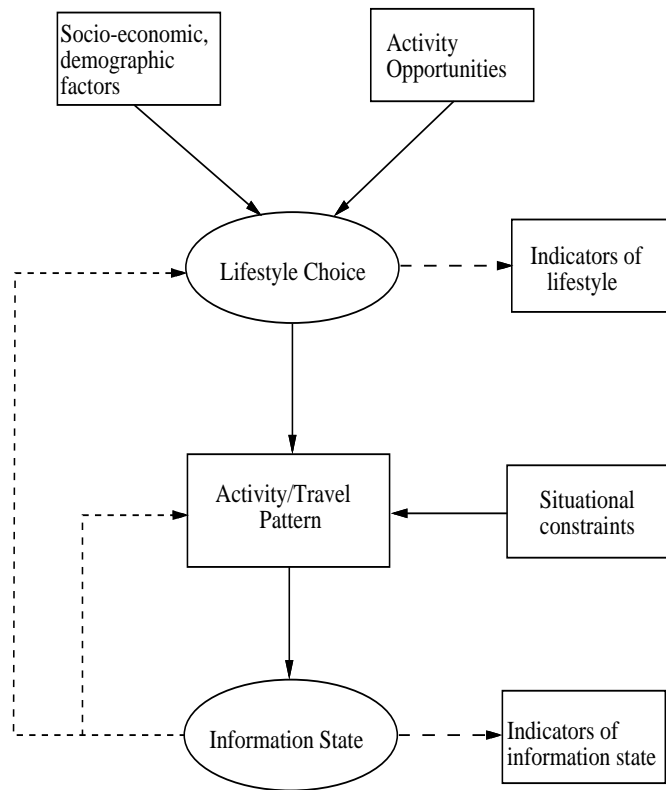 Socio-economic,
demographic
factors
Activity
Opportunities
Lifestyle Choice
Indicators of
lifestyle
Activity/Travel
Pattern
Situational
constraints
Information State
Indicators of
information state